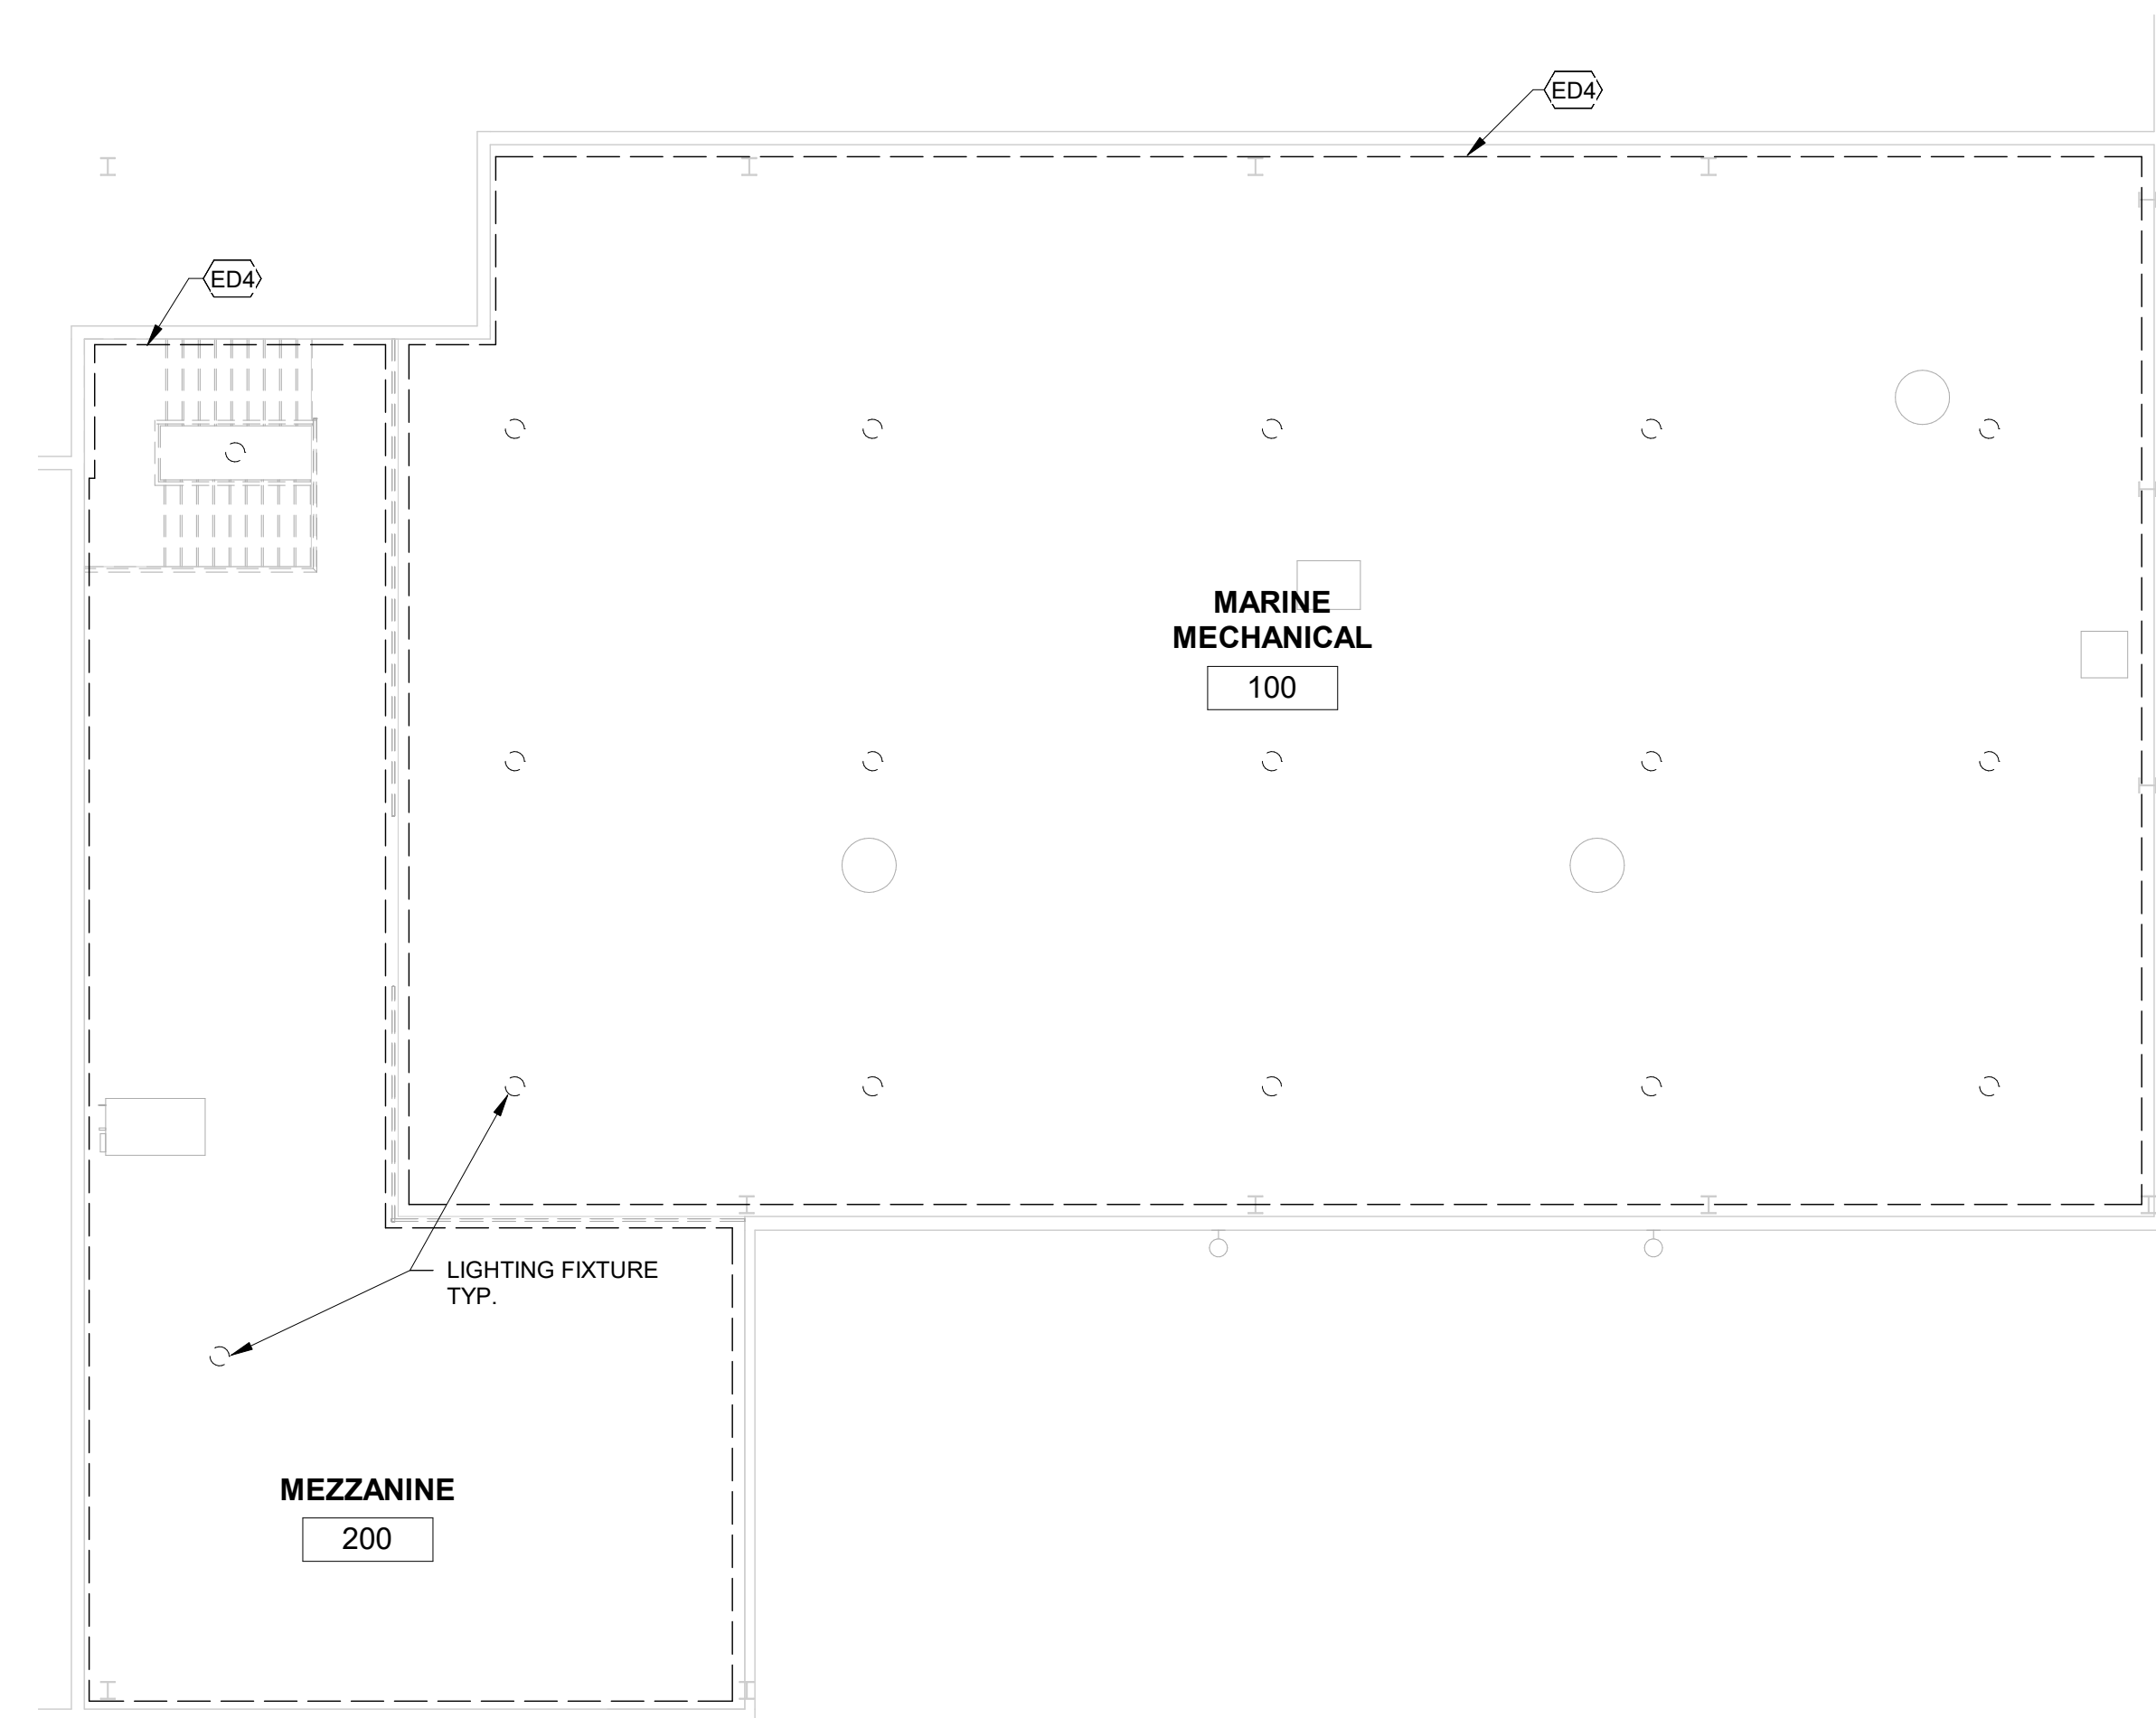 ED4
ED4
MARINE
MECHANICAL
100
LIGHTING FIXTURE
TYP.
MEZZANINE
200